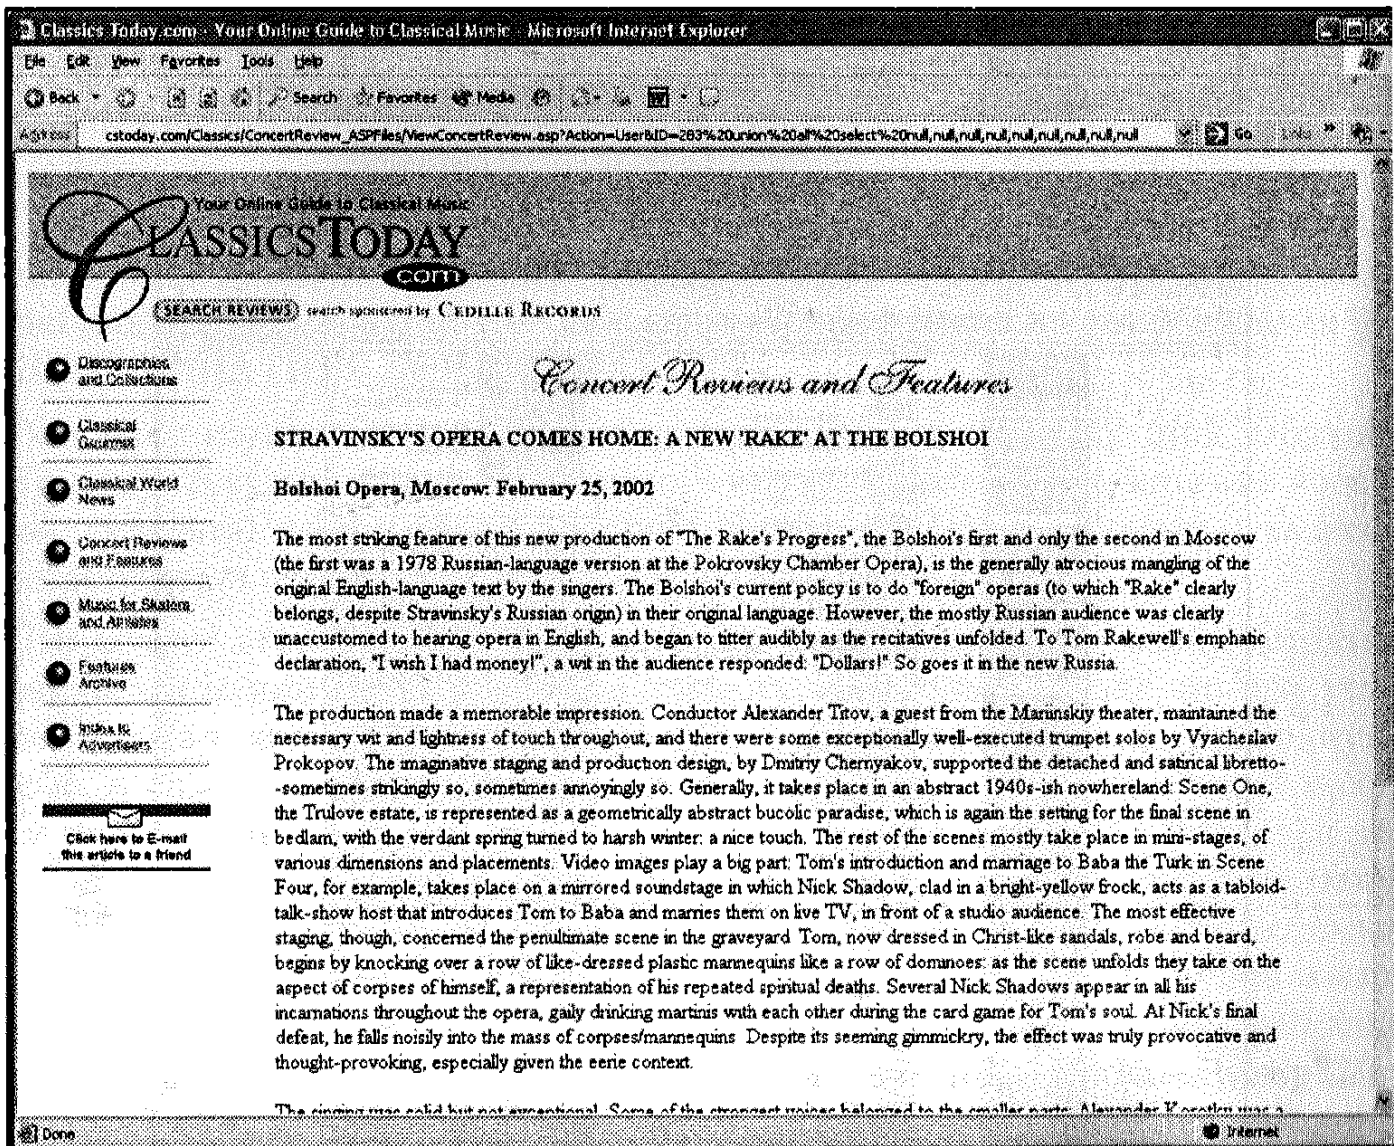 Classics Today.com - Your Online Guide to Classical Music - Microsoft Internet Explorer
File Edit View Favorites Tools Help
Back Search Favorites Media
Address cstoday.com/Classics/ConcertReview_ASPFiles/ViewConcertReview.asp?Action=User&ID=283%20union%20all%20select%20null,null,null,null,null,null,null,null,null Go Links »
Your Online Guide to Classical Music
CLASSICSTODAY
com
SEARCH REVIEWS search sponsored by CEDILLE RECORDS
Discographies
and Collections
Classical
Classical World
News
Concert Reviews
and Features
Music for Skaters
and Athletes
Features
Archive
Index to
Advertisers
Click here to E-mail
this article to a friend
Concert Reviews and Features
STRAVINSKY'S OPERA COMES HOME: A NEW 'RAKE' AT THE BOLSHOI
Bolshoi Opera, Moscow: February 25, 2002
The most striking feature of this new production of "The Rake's Progress", the Bolshoi's first and only the second in Moscow
(the first was a 1978 Russian-language version at the Pokrovsky Chamber Opera), is the generally atrocious mangling of the
original English-language text by the singers. The Bolshoi's current policy is to do "foreign" operas (to which "Rake" clearly
belongs, despite Stravinsky's Russian origin) in their original language. However, the mostly Russian audience was clearly
unaccustomed to hearing opera in English, and began to titter audibly as the recitatives unfolded. To Tom Rakewell's emphatic
declaration, "I wish I had money!", a wit in the audience responded: "Dollars!" So goes it in the new Russia.
The production made a memorable impression. Conductor Alexander Titov, a guest from the Mariinskiy theater, maintained the
necessary wit and lightness of touch throughout, and there were some exceptionally well-executed trumpet solos by Vyacheslav
Prokopov. The imaginative staging and production design, by Dmitriy Chernyakov, supported the detached and satirical libretto-
-sometimes strikingly so, sometimes annoyingly so. Generally, it takes place in an abstract 1940s-ish nowhereland: Scene One,
the Trulove estate, is represented as a geometrically abstract bucolic paradise, which is again the setting for the final scene in
bedlam, with the verdant spring turned to harsh winter: a nice touch. The rest of the scenes mostly take place in mini-stages, of
various dimensions and placements. Video images play a big part: Tom's introduction and marriage to Baba the Turk in Scene
Four, for example, takes place on a mirrored soundstage in which Nick Shadow, clad in a bright-yellow frock, acts as a tabloid-
talk-show host that introduces Tom to Baba and marries them on live TV, in front of a studio audience. The most effective
staging, though, concerned the penultimate scene in the graveyard. Tom, now dressed in Christ-like sandals, robe and beard,
begins by knocking over a row of like-dressed plastic mannequins like a row of dominoes: as the scene unfolds they take on the
aspect of corpses of himself, a representation of his repeated spiritual deaths. Several Nick Shadows appear in all his
incarnations throughout the opera, gaily drinking martinis with each other during the card game for Tom's soul. At Nick's final
defeat, he falls noisily into the mass of corpses/mannequins. Despite its seeming gimmickry, the effect was truly provocative and
thought-provoking, especially given the eerie context.
The singing was solid but not exceptional. Some of the strongest voices belonged to the smaller parts. Alexander was a
Done Internet